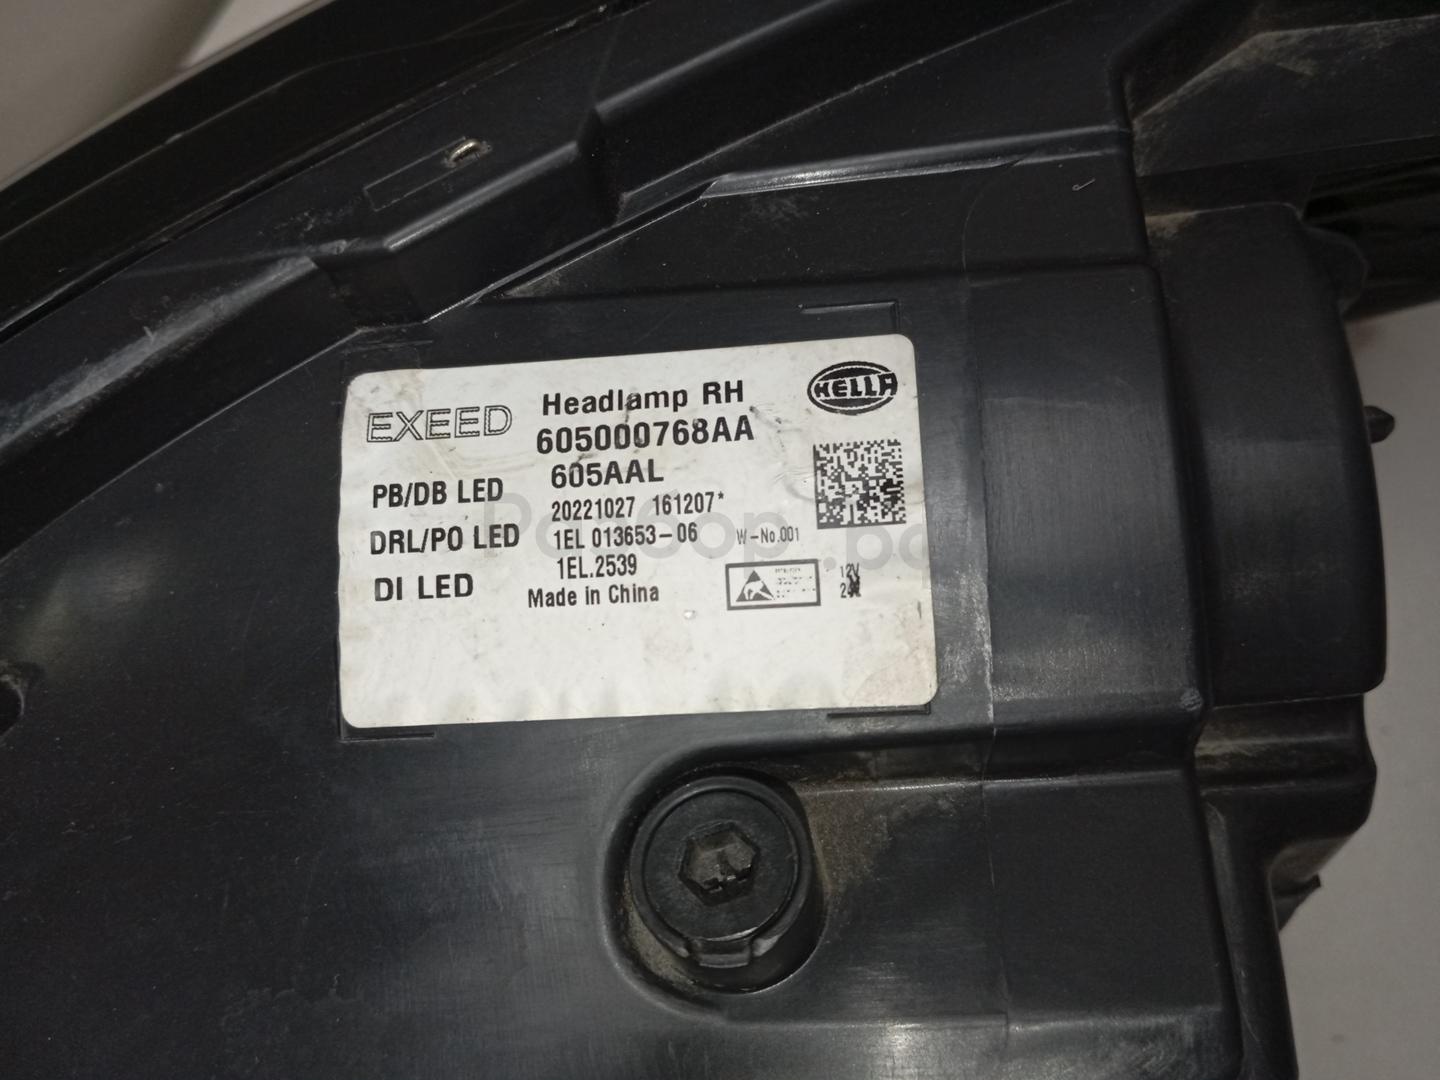 EXEED
Headlamp RH
HELLA
605000768AA
605AAL
PB/DB LED
20221027 161207*
DRL/PO LED
1EL 013653-06
W-No.001
1EL.2539
DI LED
Made in China
12V